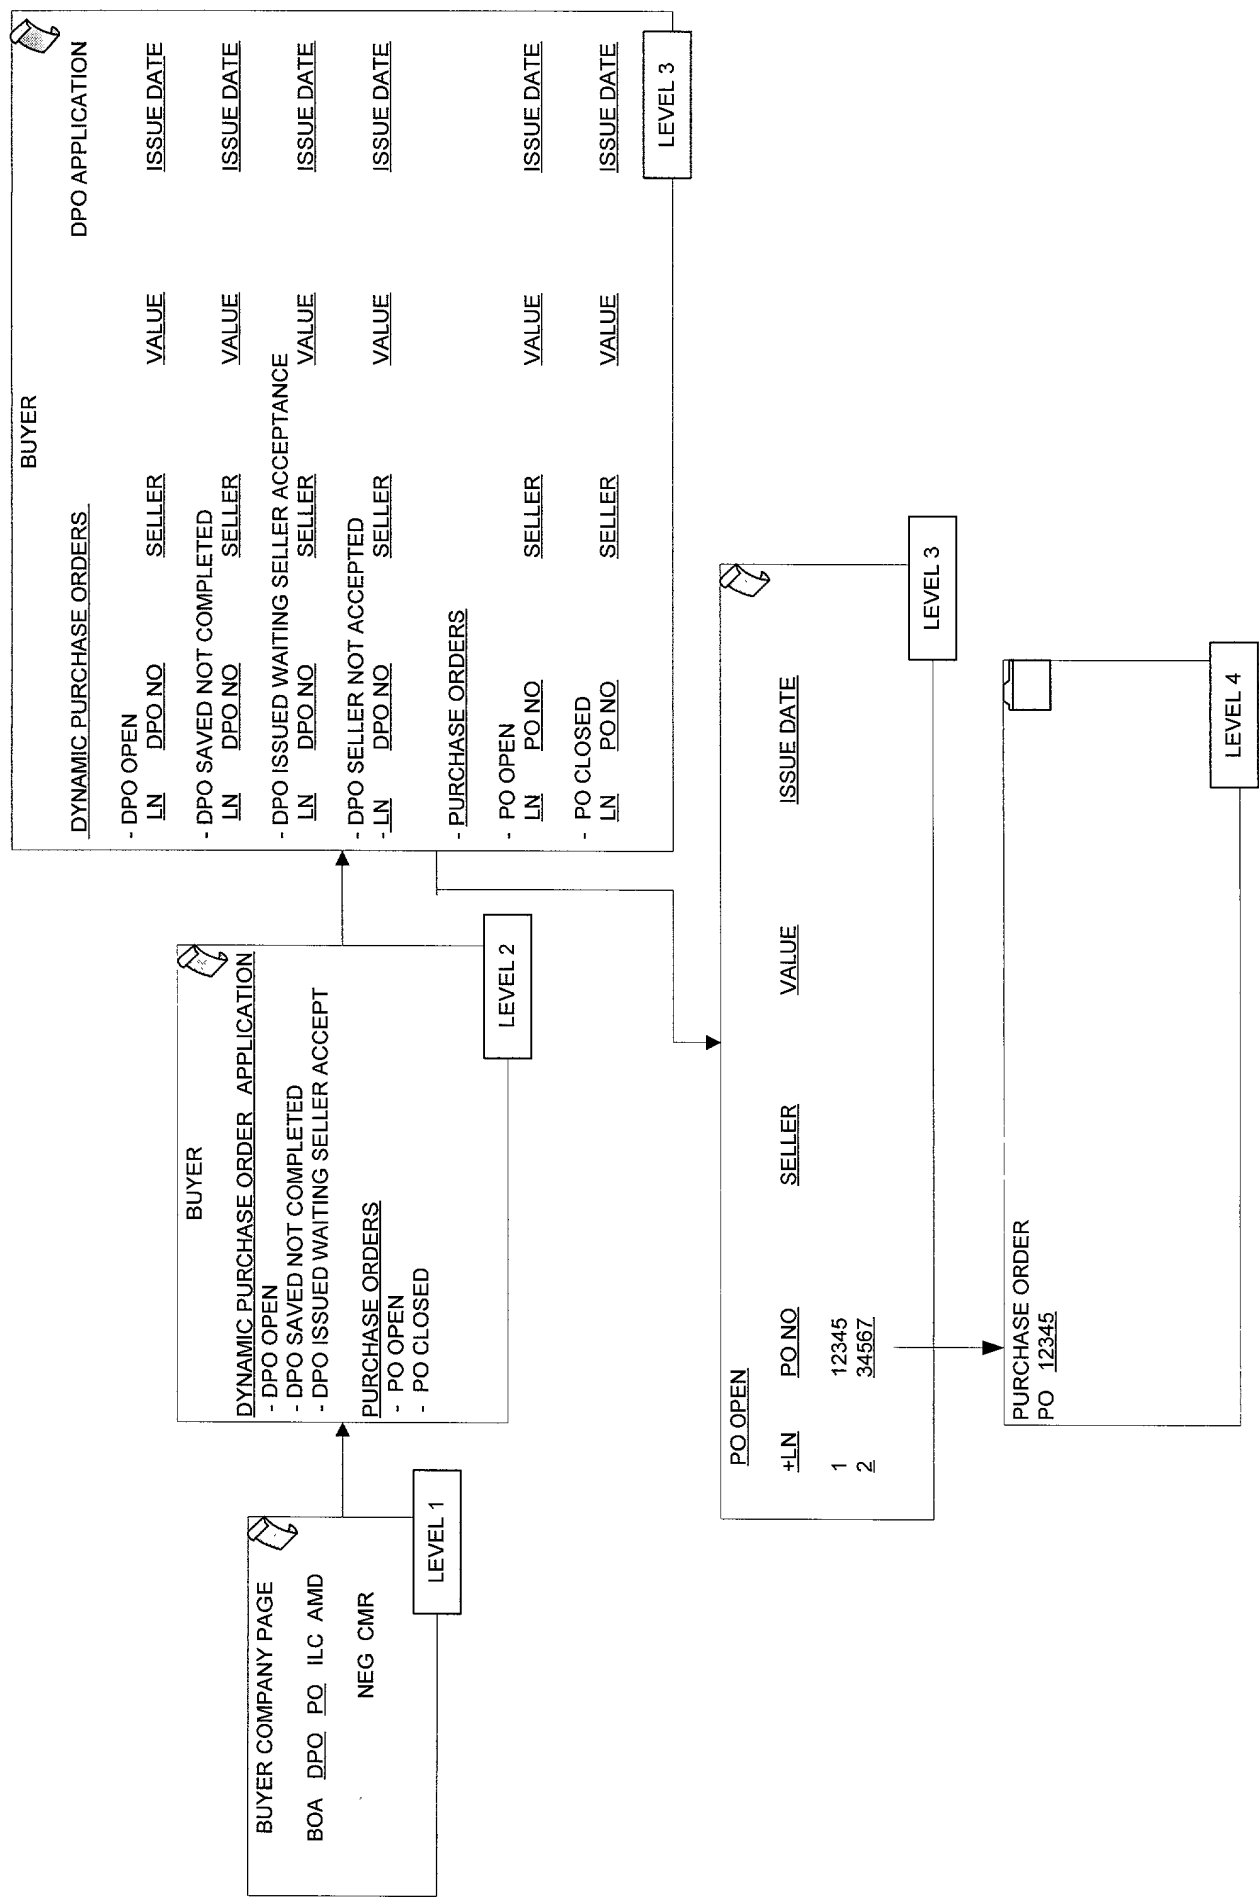 BUYER COMPANY PAGE
BOA DPO PO ILC AMD
NEG CMR
LEVEL 1
BUYER
DYNAMIC PURCHASE ORDER APPLICATION
- DPO OPEN
- DPO SAVED NOT COMPLETED
- DPO ISSUED WAITING SELLER ACCEPT
PURCHASE ORDERS
- PO OPEN
- PO CLOSED
LEVEL 2
BUYER
DYNAMIC PURCHASE ORDERS DPO APPLICATION
- DPO OPEN
LN DPO NO SELLER VALUE ISSUE DATE
- DPO SAVED NOT COMPLETED
LN DPO NO SELLER VALUE ISSUE DATE
- DPO ISSUED WAITING SELLER ACCEPTANCE
LN DPO NO SELLER VALUE ISSUE DATE
- DPO SELLER NOT ACCEPTED
- LN DPO NO SELLER VALUE ISSUE DATE
- PURCHASE ORDERS
- PO OPEN
LN PO NO SELLER VALUE ISSUE DATE
- PO CLOSED
LN PO NO SELLER VALUE ISSUE DATE
LEVEL 3
PO OPEN
+LN PO NO SELLER VALUE ISSUE DATE
1 12345
2 34567
LEVEL 3
PURCHASE ORDER
PO 12345
LEVEL 4